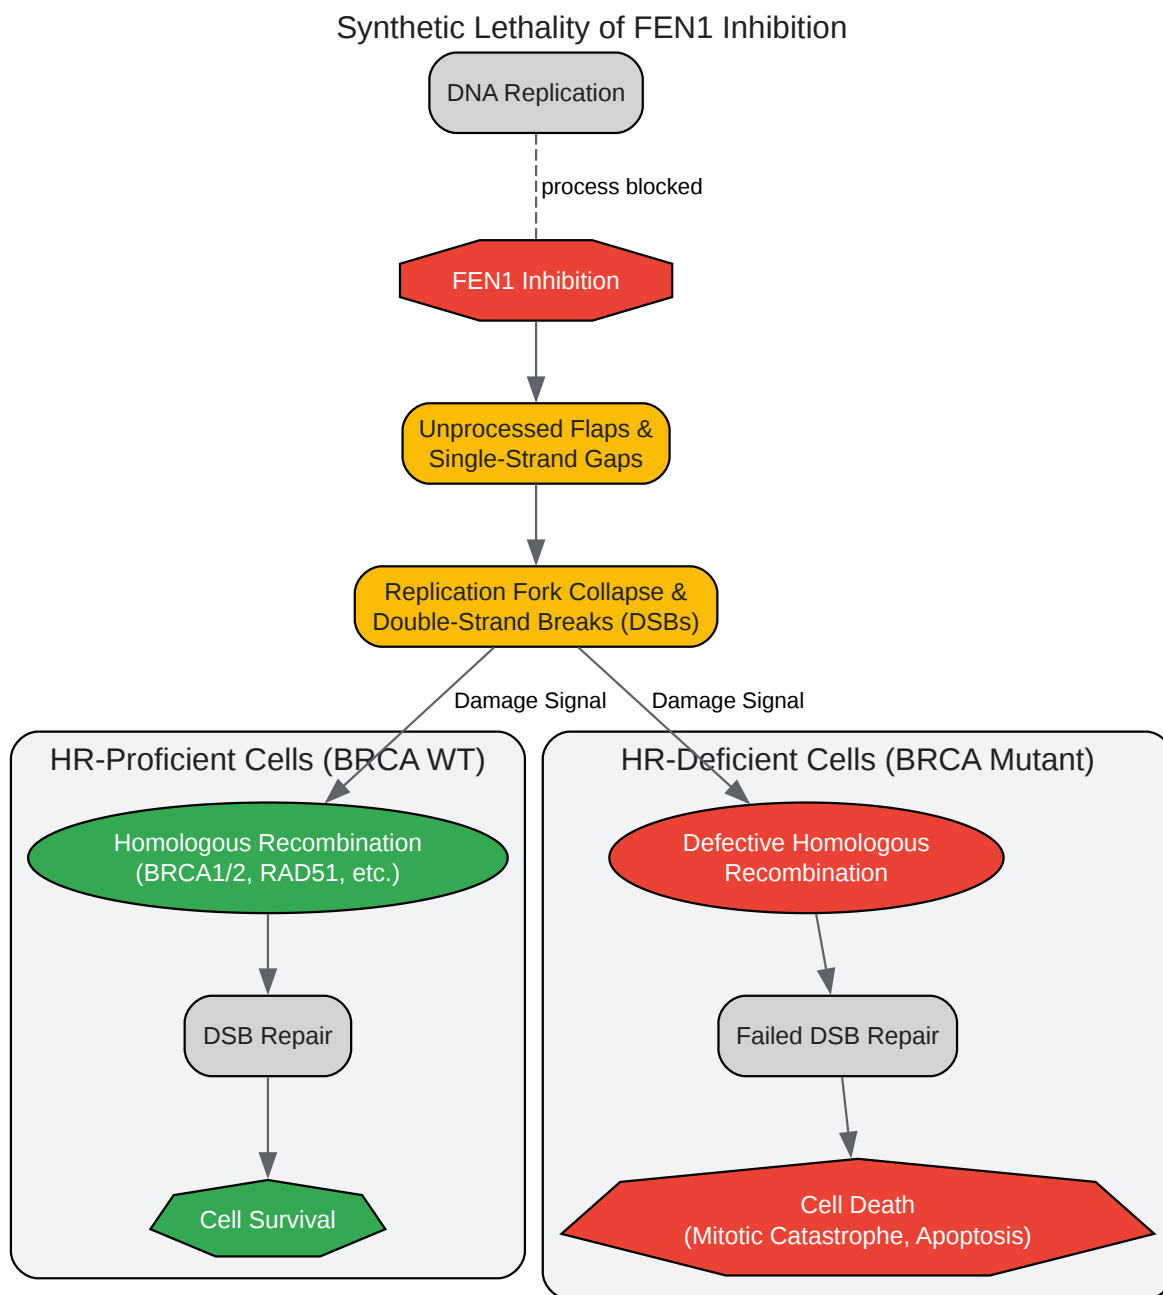 Synthetic Lethality of FEN1 Inhibition
DNA Replication
process blocked
FEN1 Inhibition
Unprocessed Flaps &
Single-Strand Gaps
Replication Fork Collapse &
Double-Strand Breaks (DSBs)
Damage Signal
Damage Signal
HR-Proficient Cells (BRCA WT)
Homologous Recombination
(BRCA1/2, RAD51, etc.)
DSB Repair
Cell Survival
HR-Deficient Cells (BRCA Mutant)
Defective Homologous
Recombination
Failed DSB Repair
Cell Death
(Mitotic Catastrophe, Apoptosis)